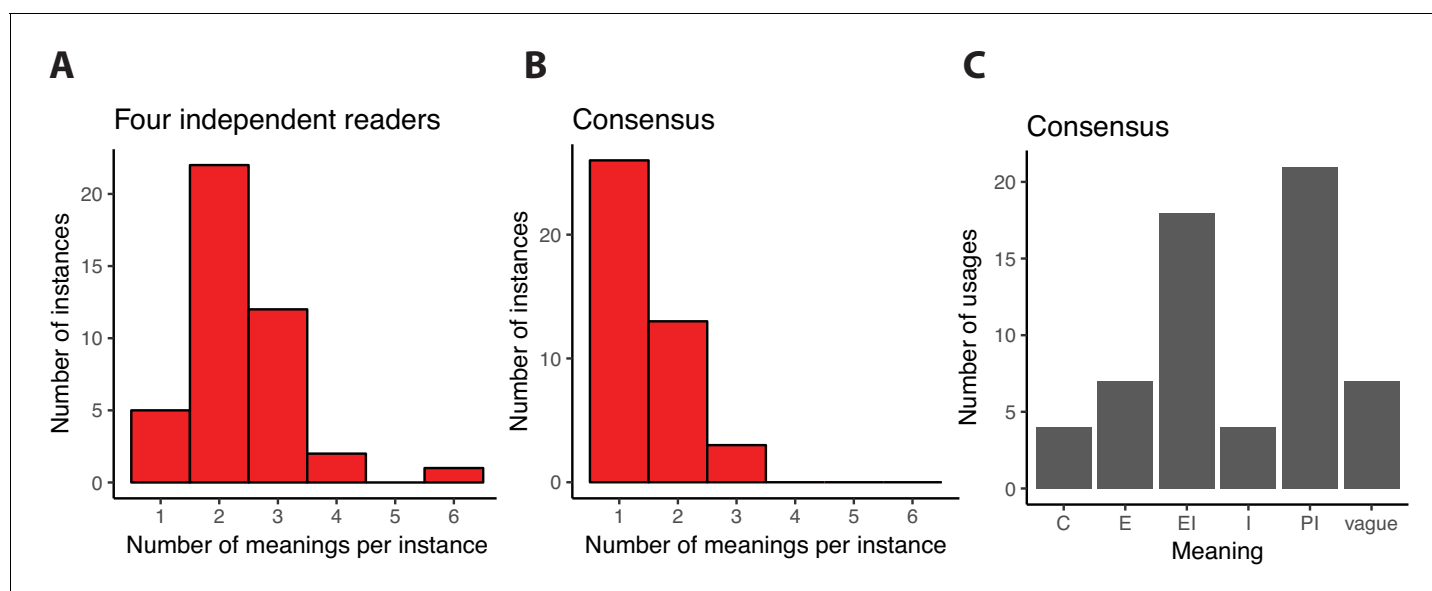 A
B
C
Four independent readers
Consensus
Consensus
Number of instances
20
15
10
5
0
1 2 3 4 5 6
Number of meanings per instance
Number of instances
20
10
0
1 2 3 4 5 6
Number of meanings per instance
Number of usages
20
15
10
5
0
C E EI I PI vague
Meaning